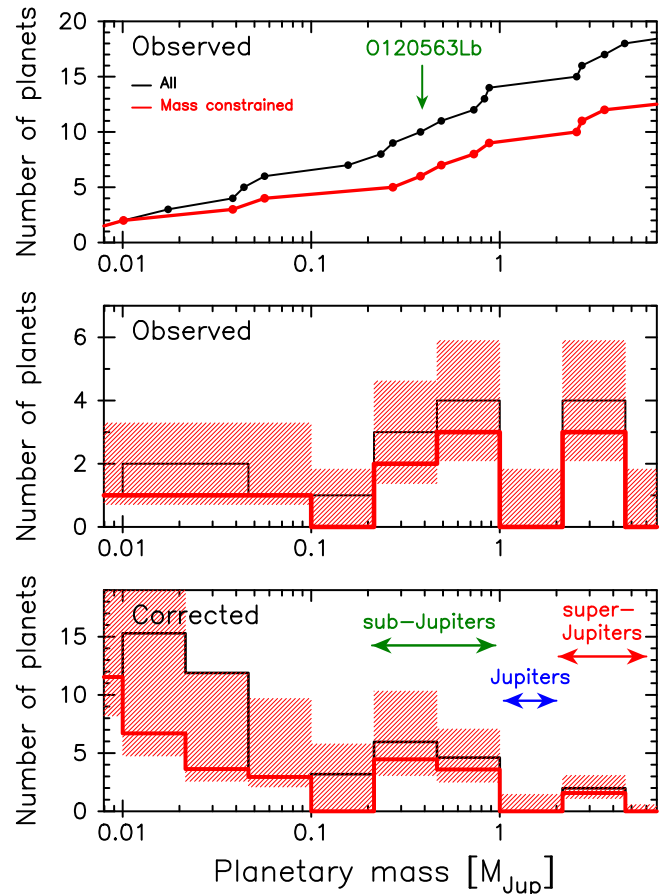 Number of planets
20
15
10
5
0
Observed
All
Mass constrained
O120563Lb
0.01
0.1
1
Number of planets
6
4
2
0
Observed
0.01
0.1
1
Number of planets
15
10
5
0
Corrected
sub-Jupiters
super-
Jupiters
Jupiters
0.01
0.1
1
Planetary mass [M_Jup]